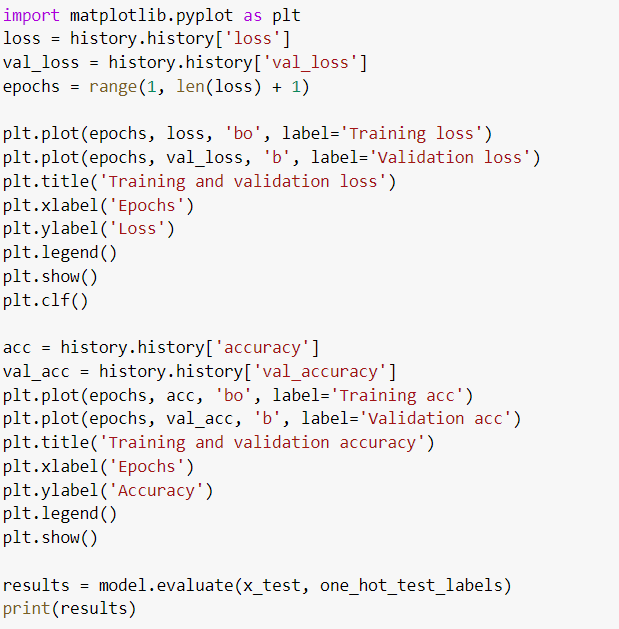 import matplotlib.pyplot as plt
loss = history.history['loss']
val_loss = history.history['val_loss']
epochs = range(1, len(loss) + 1)
plt.plot(epochs, loss, 'bo', label='Training loss')
plt.plot(epochs, val_loss, 'b', label='Validation loss')
plt.title('Training and validation loss')
plt.xlabel('Epochs')
plt.ylabel('Loss')
plt.legend()
plt.show()
plt.clf()
acc = history.history['accuracy']
val_acc = history.history['val_accuracy']
plt.plot(epochs, acc, 'bo', label='Training acc')
plt.plot(epochs, val_acc, 'b', label='Validation acc')
plt.title('Training and validation accuracy')
plt.xlabel('Epochs')
plt.ylabel('Accuracy')
plt.legend()
plt.show()
results = model.evaluate(x_test, one_hot_test_labels)
print(results)